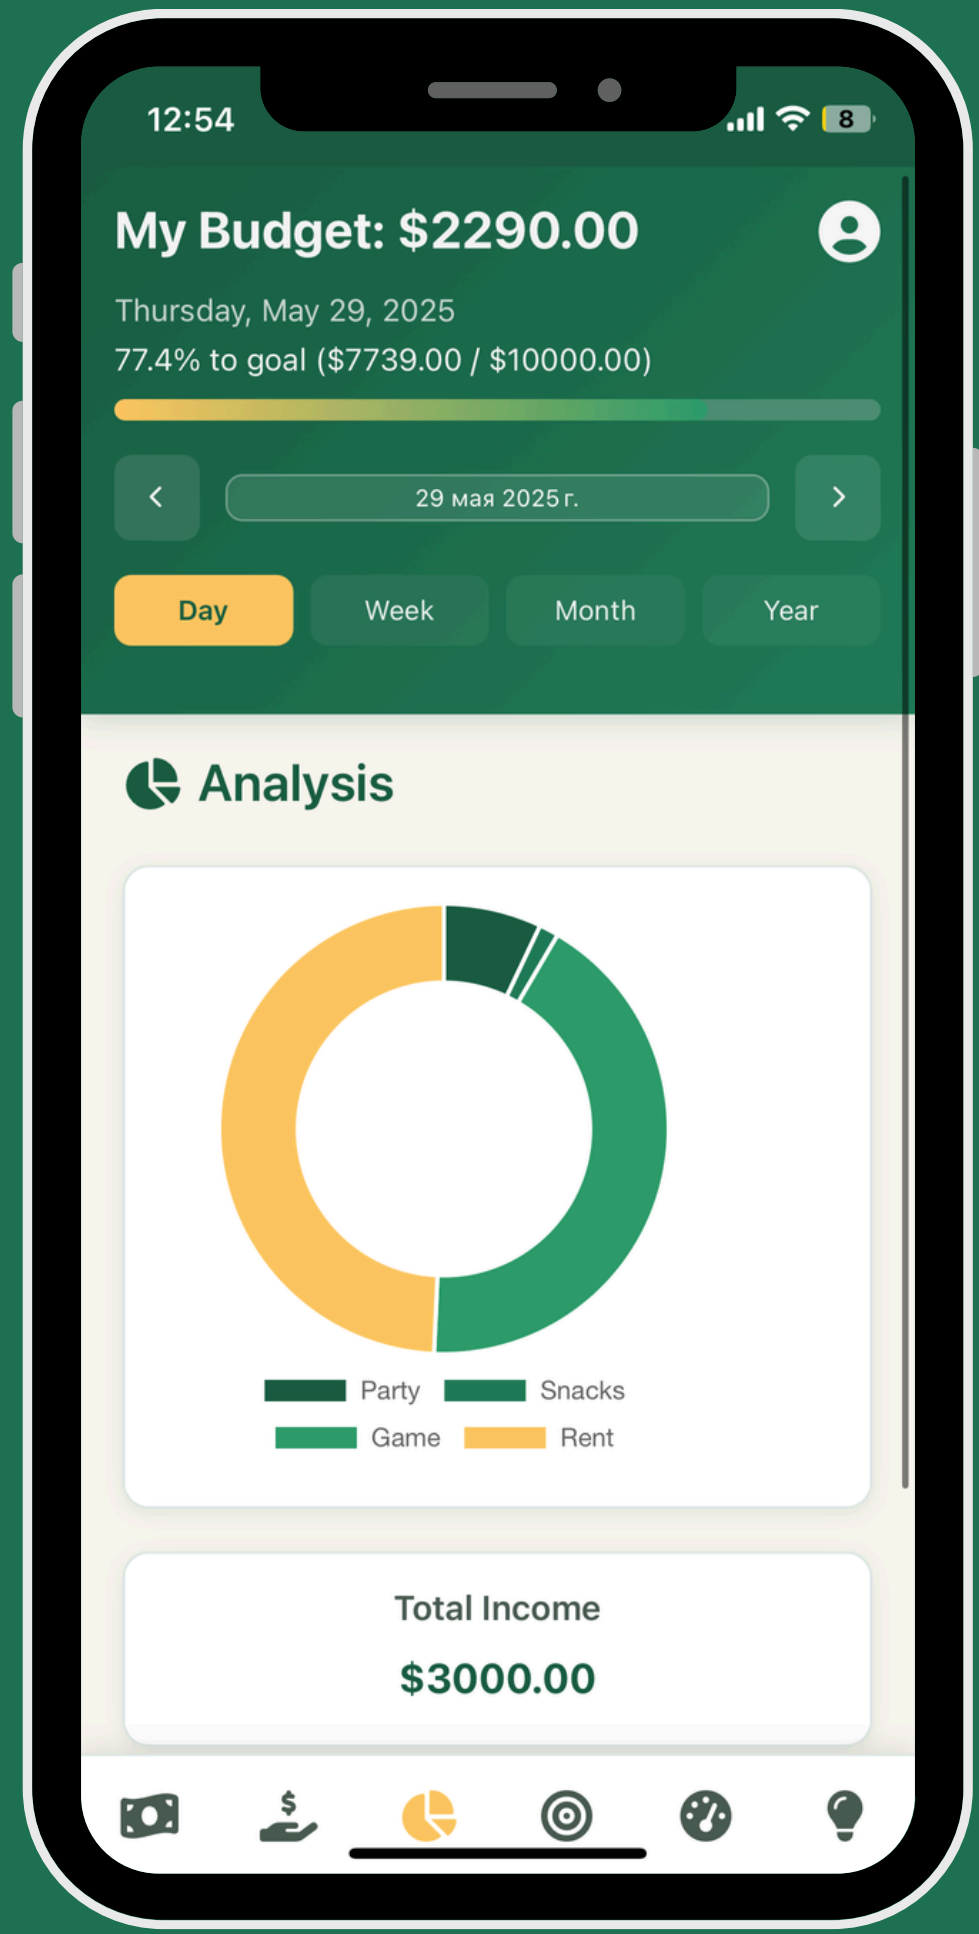 12:54 8
My Budget: $2290.00
Thursday, May 29, 2025
77.4% to goal ($7739.00 / $10000.00)
29 мая 2025 г.
Day Week Month Year
Analysis
Party Snacks
Game Rent
Total Income
$3000.00